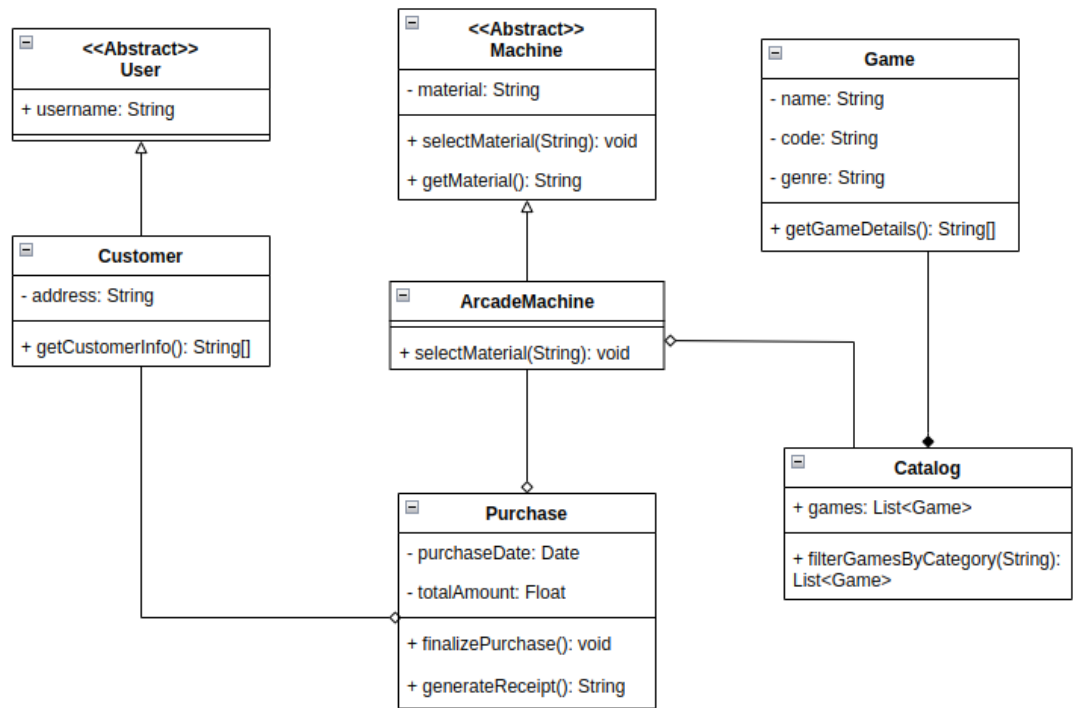 <<Abstract>>
User
+ username: String
<<Abstract>>
Machine
- material: String
+ selectMaterial(String): void
+ getMaterial(): String
Game
- name: String
- code: String
- genre: String
+ getGameDetails(): String[]
Customer
- address: String
+ getCustomerInfo(): String[]
ArcadeMachine
+ selectMaterial(String): void
Purchase
- purchaseDate: Date
- totalAmount: Float
+ finalizePurchase(): void
+ generateReceipt(): String
Catalog
+ games: List<Game>
+ filterGamesByCategory(String):
List<Game>